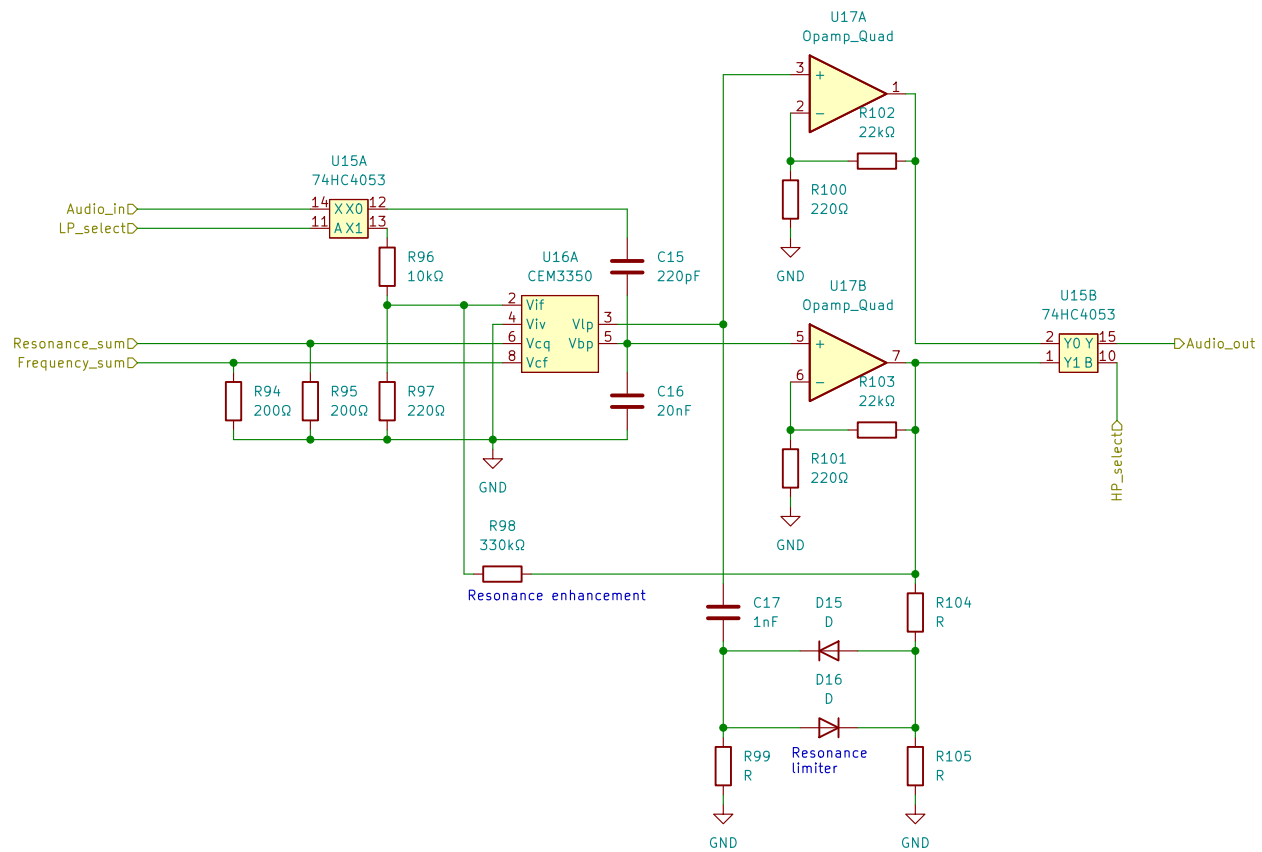 U17A
Opamp_Quad
3
+
1
2
−
R102
22kΩ
U15A
74HC4053
R100
220Ω
Audio_in
14
X
X0
12
LP_select
11
A
X1
13
GND
R96
10kΩ
U16A
CEM3350
C15
220pF
U17B
Opamp_Quad
2
Vif
4
Viv
Vlp
3
Resonance_sum
6
Vcq
Vbp
5
Frequency_sum
8
Vcf
5
+
7
6
−
R103
22kΩ
U15B
74HC4053
2
Y0
Y
15
Audio_out
1
Y1
B
10
R94
200Ω
R95
200Ω
R97
220Ω
C16
20nF
HP_select
R101
220Ω
GND
GND
R98
330kΩ
Resonance enhancement
C17
1nF
D15
D
R104
R
D16
D
Resonance
limiter
R99
R
R105
R
GND
GND